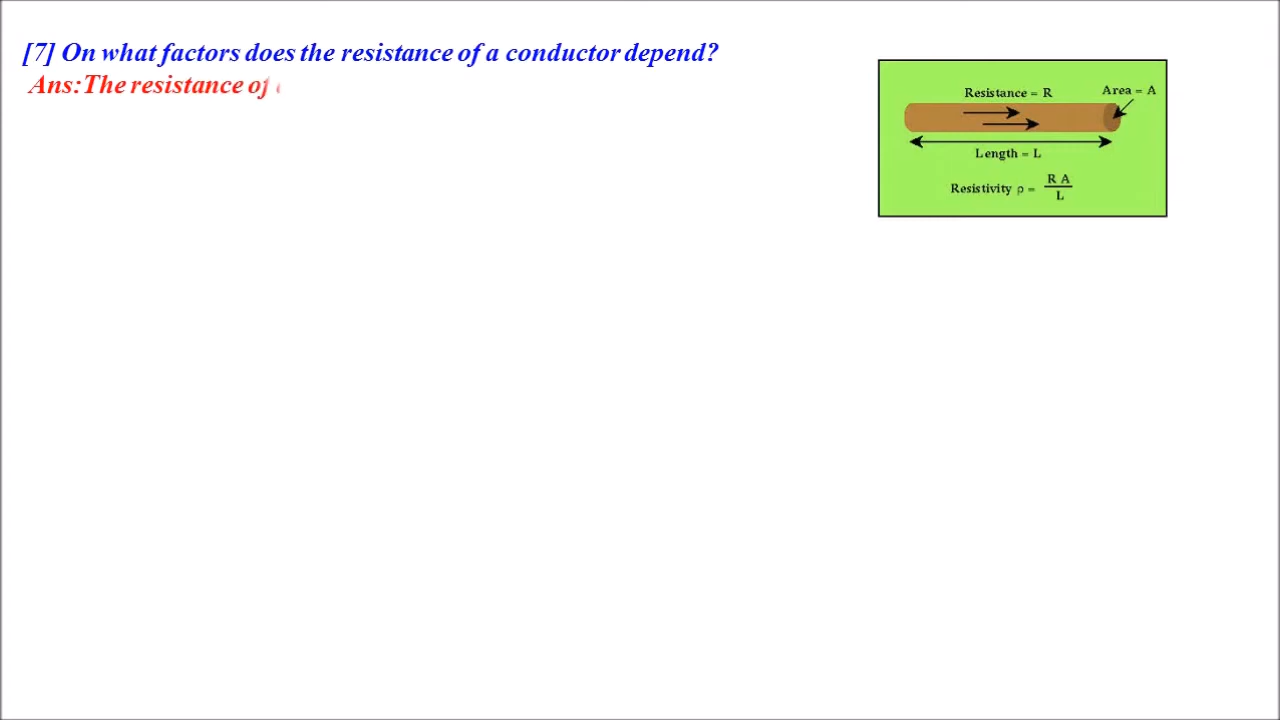 [7] On what factors does the resistance of a conductor depend?
Ans:The resistance of
Resistance = R
Area = A
Length = L
Resistivity ρ = R A / L